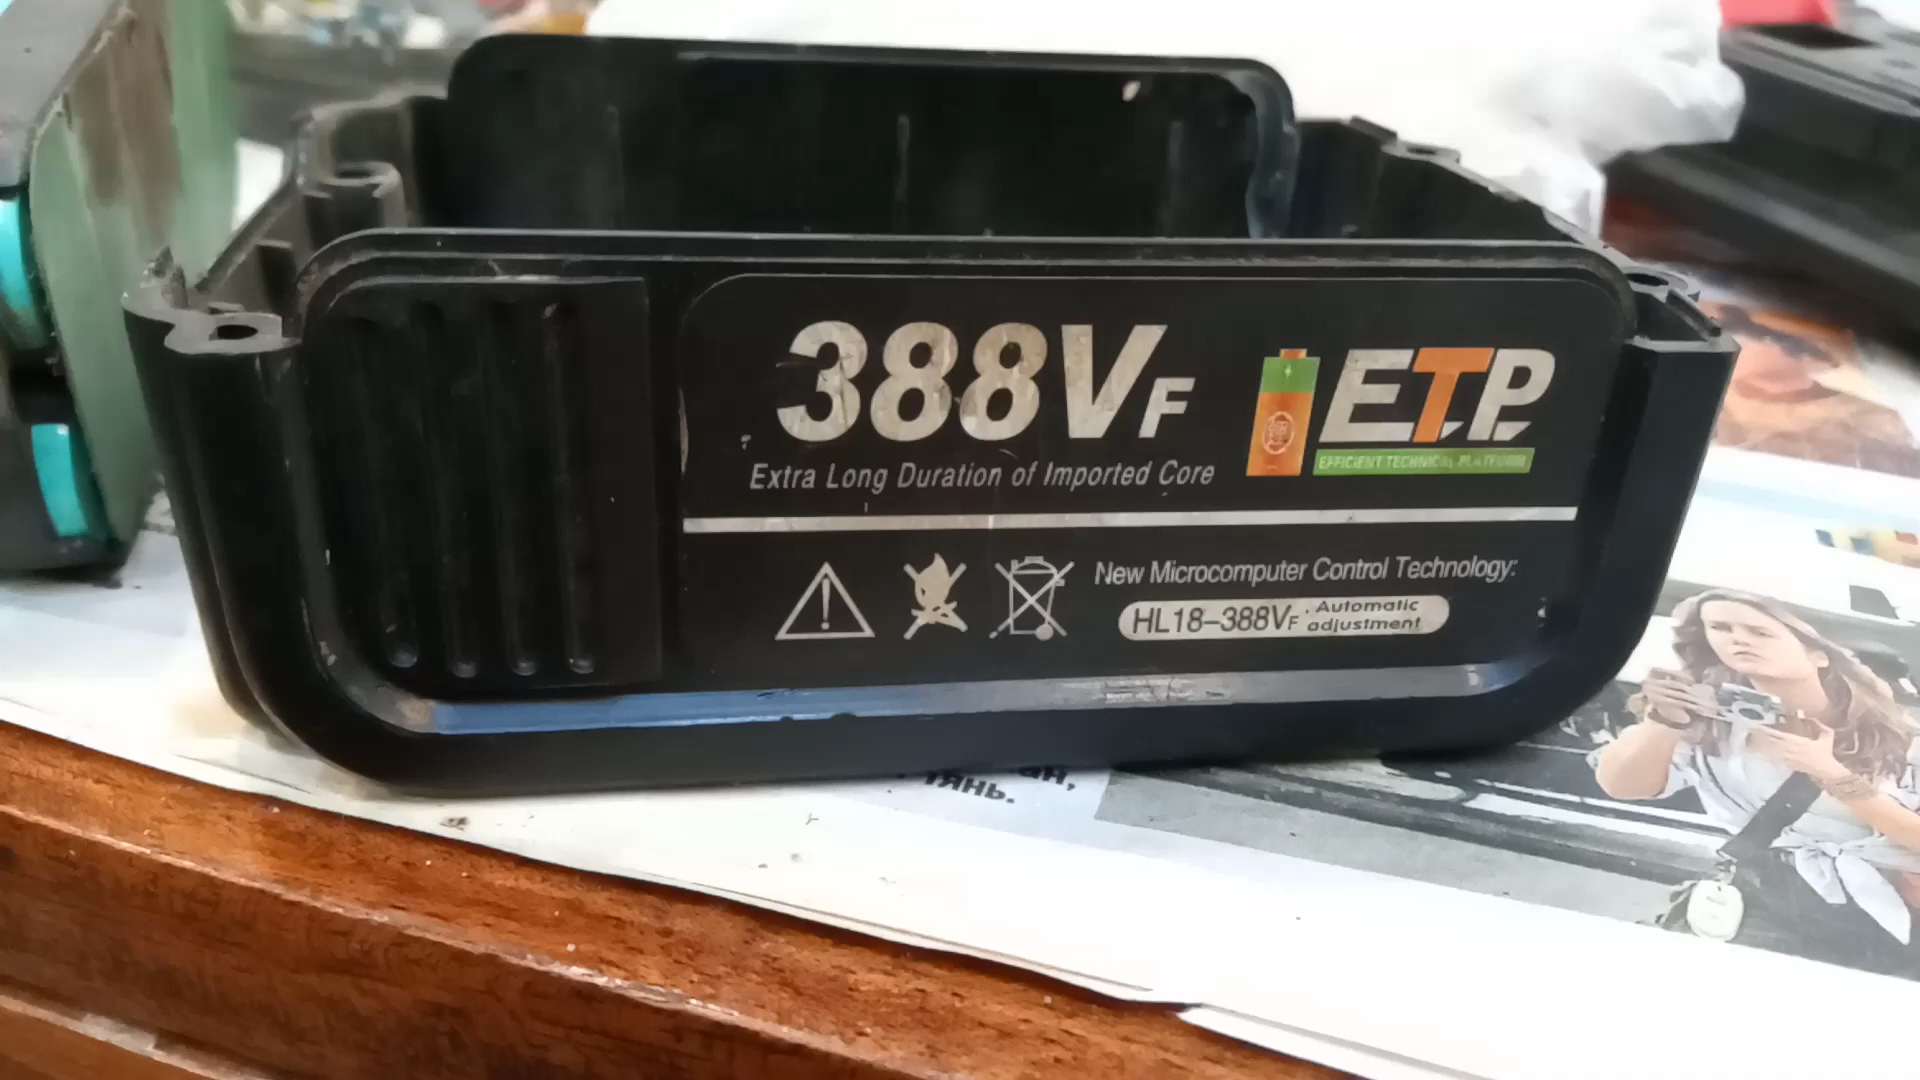 388VF
Extra Long Duration of Imported Core
ETP
EFFICIENT TECHNICAL PLATFORM
New Microcomputer Control Technology:
HL18-388VF · Automatic
adjustment